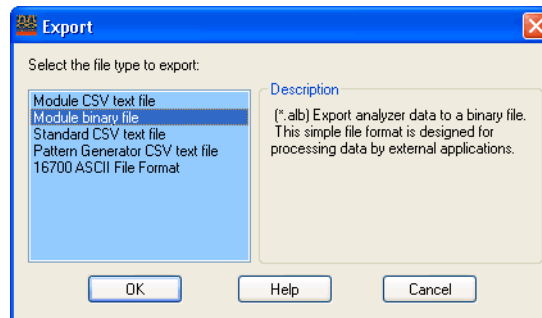 Export
Select the file type to export:
Module CSV text file
Module binary file
Standard CSV text file
Pattern Generator CSV text file
16700 ASCII File Format
Description
(*.alb) Export analyzer data to a binary file.
This simple file format is designed for
processing data by external applications.
OK
Help
Cancel